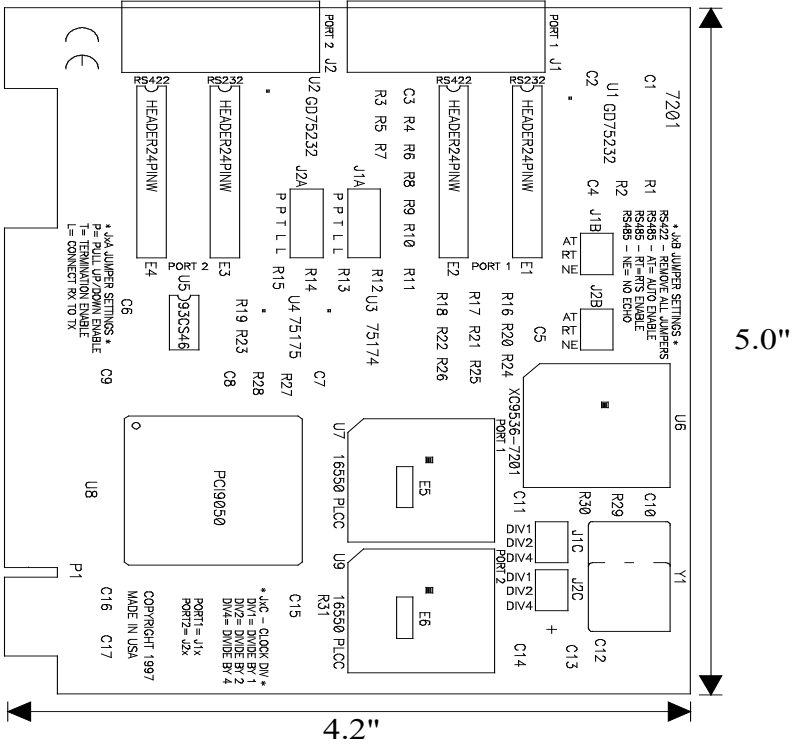 PORT 2
J2
PORT 1
J1
RS422
RS232
RS422
RS232
HEADER24PINW
HEADER24PINW
HEADER24PINW
HEADER24PINW
U2 GD75232
R3 R5 R7
C3 R4 R6 R8 R9 R10 R11
C2
U1 GD75232
C1
7201
J2A
P P T L L
J1A
P P T L L
C4
R2
R1
J1B
AT
RT
NE
J2B
AT
RT
NE
* JxB JUMPER SETTINGS *
RS422 - REMOVE ALL JUMPERS
RS485 - AT= AUTO ENABLE
RS485 - RT=RTS ENABLE
RS485 - NE= NO ECHO
* JxA JUMPER SETTINGS *
P= PULL UP/DOWN ENABLE
T= TERMINATION ENABLE
L= CONNECT RX TO TX
E4
PORT 2
E3
R15
R14
R13
R12
E2
PORT 1
E1
C6
U5
93CS46
R19 R23
U4 75175
U3 75174
R18 R22 R26
R17 R21 R25
R16 R20 R24
C5
C9
C8
R28
R27
C7
XC9536-7201
U6
U8
PCI9050
U7
16550 PLCC
E5
PORT 1
C11
R30
R29
C10
U9
16550 PLCC
E6
PORT 2
DIV1
DIV2
DIV4
J1C
DIV1
DIV2
DIV4
J2C
Y1
P1
C16
C17
COPYRIGHT 1997
MADE IN USA
* JxC - CLOCK DIV *
DIV1= DIVIDE BY 1
DIV2= DIVIDE BY 2
DIV4= DIVIDE BY 4
PORT1= J1x
PORT2= J2x
C15
R31
+
C14
C13
C12
5.0"
4.2"